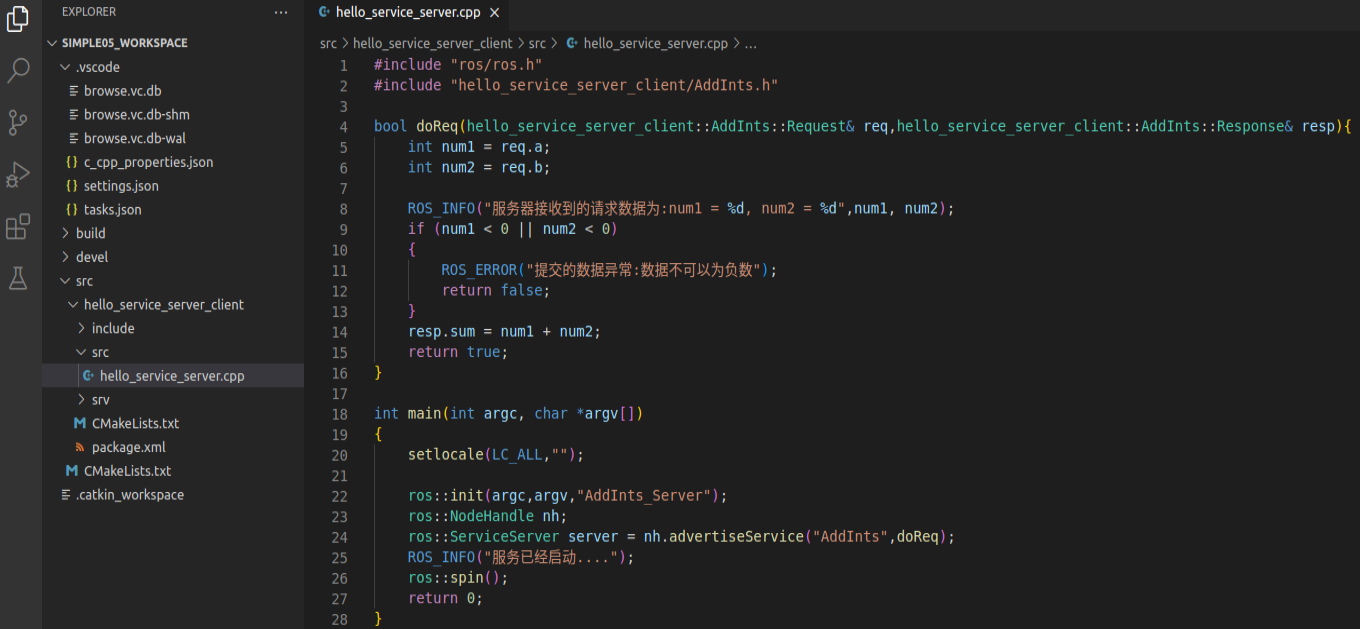 EXPLORER ...
SIMPLE05_WORKSPACE
.vscode
browse.vc.db
browse.vc.db-shm
browse.vc.db-wal
{} c_cpp_properties.json
{} settings.json
{} tasks.json
build
devel
src
hello_service_server_client
include
src
hello_service_server.cpp
srv
CMakeLists.txt
package.xml
CMakeLists.txt
.catkin_workspace
hello_service_server.cpp
src > hello_service_server_client > src > hello_service_server.cpp > ...
1 #include "ros/ros.h"
2 #include "hello_service_server_client/AddInts.h"
3
4 bool doReq(hello_service_server_client::AddInts::Request& req,hello_service_server_client::AddInts::Response& resp){
5 int num1 = req.a;
6 int num2 = req.b;
7
8 ROS_INFO("服务器接收到的请求数据为:num1 = %d, num2 = %d",num1, num2);
9 if (num1 < 0 || num2 < 0)
10 {
11 ROS_ERROR("提交的数据异常:数据不可以为负数");
12 return false;
13 }
14 resp.sum = num1 + num2;
15 return true;
16 }
17
18 int main(int argc, char *argv[])
19 {
20 setlocale(LC_ALL,"");
21
22 ros::init(argc,argv,"AddInts_Server");
23 ros::NodeHandle nh;
24 ros::ServiceServer server = nh.advertiseService("AddInts",doReq);
25 ROS_INFO("服务已经启动....");
26 ros::spin();
27 return 0;
28 }